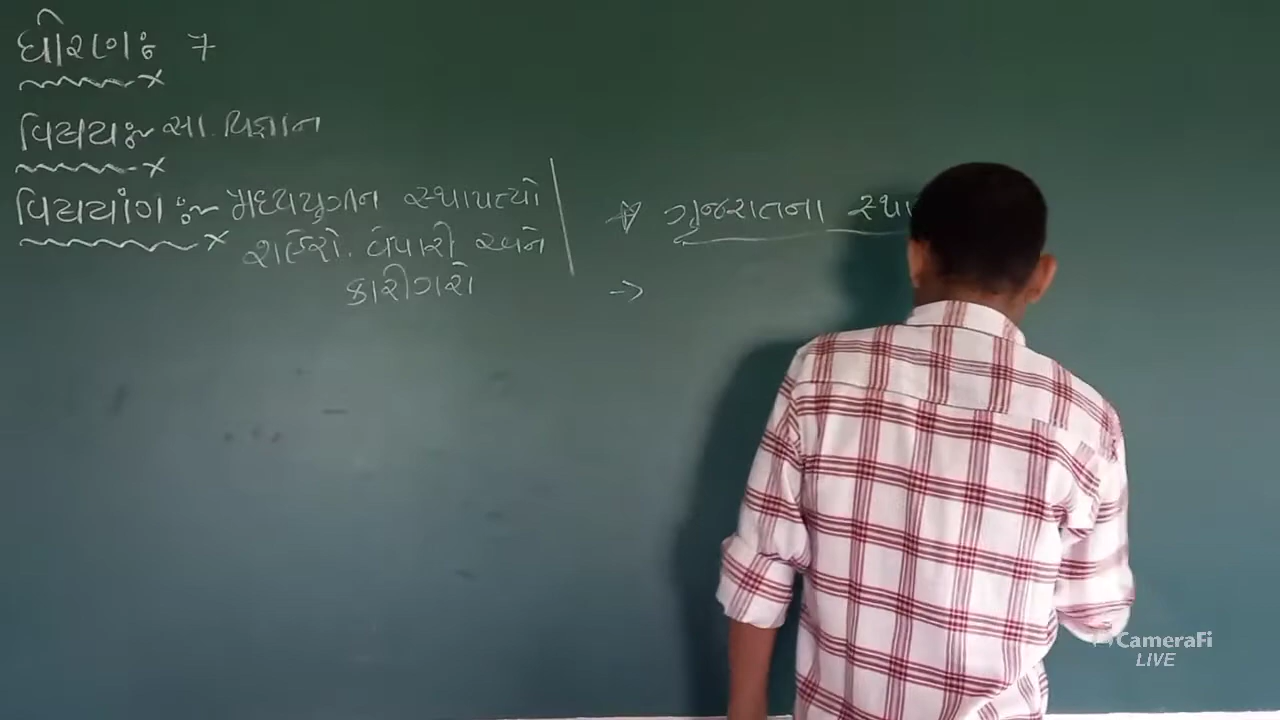 ધોરણ: 7
વિષય:- સા. વિજ્ઞાન
વિષયાંગ:- મધ્યયુગીન સ્થાપત્યો
શહેરો. વેપારી અને
કારીગરો
ગુજરાતના
→
CameraFi
LIVE